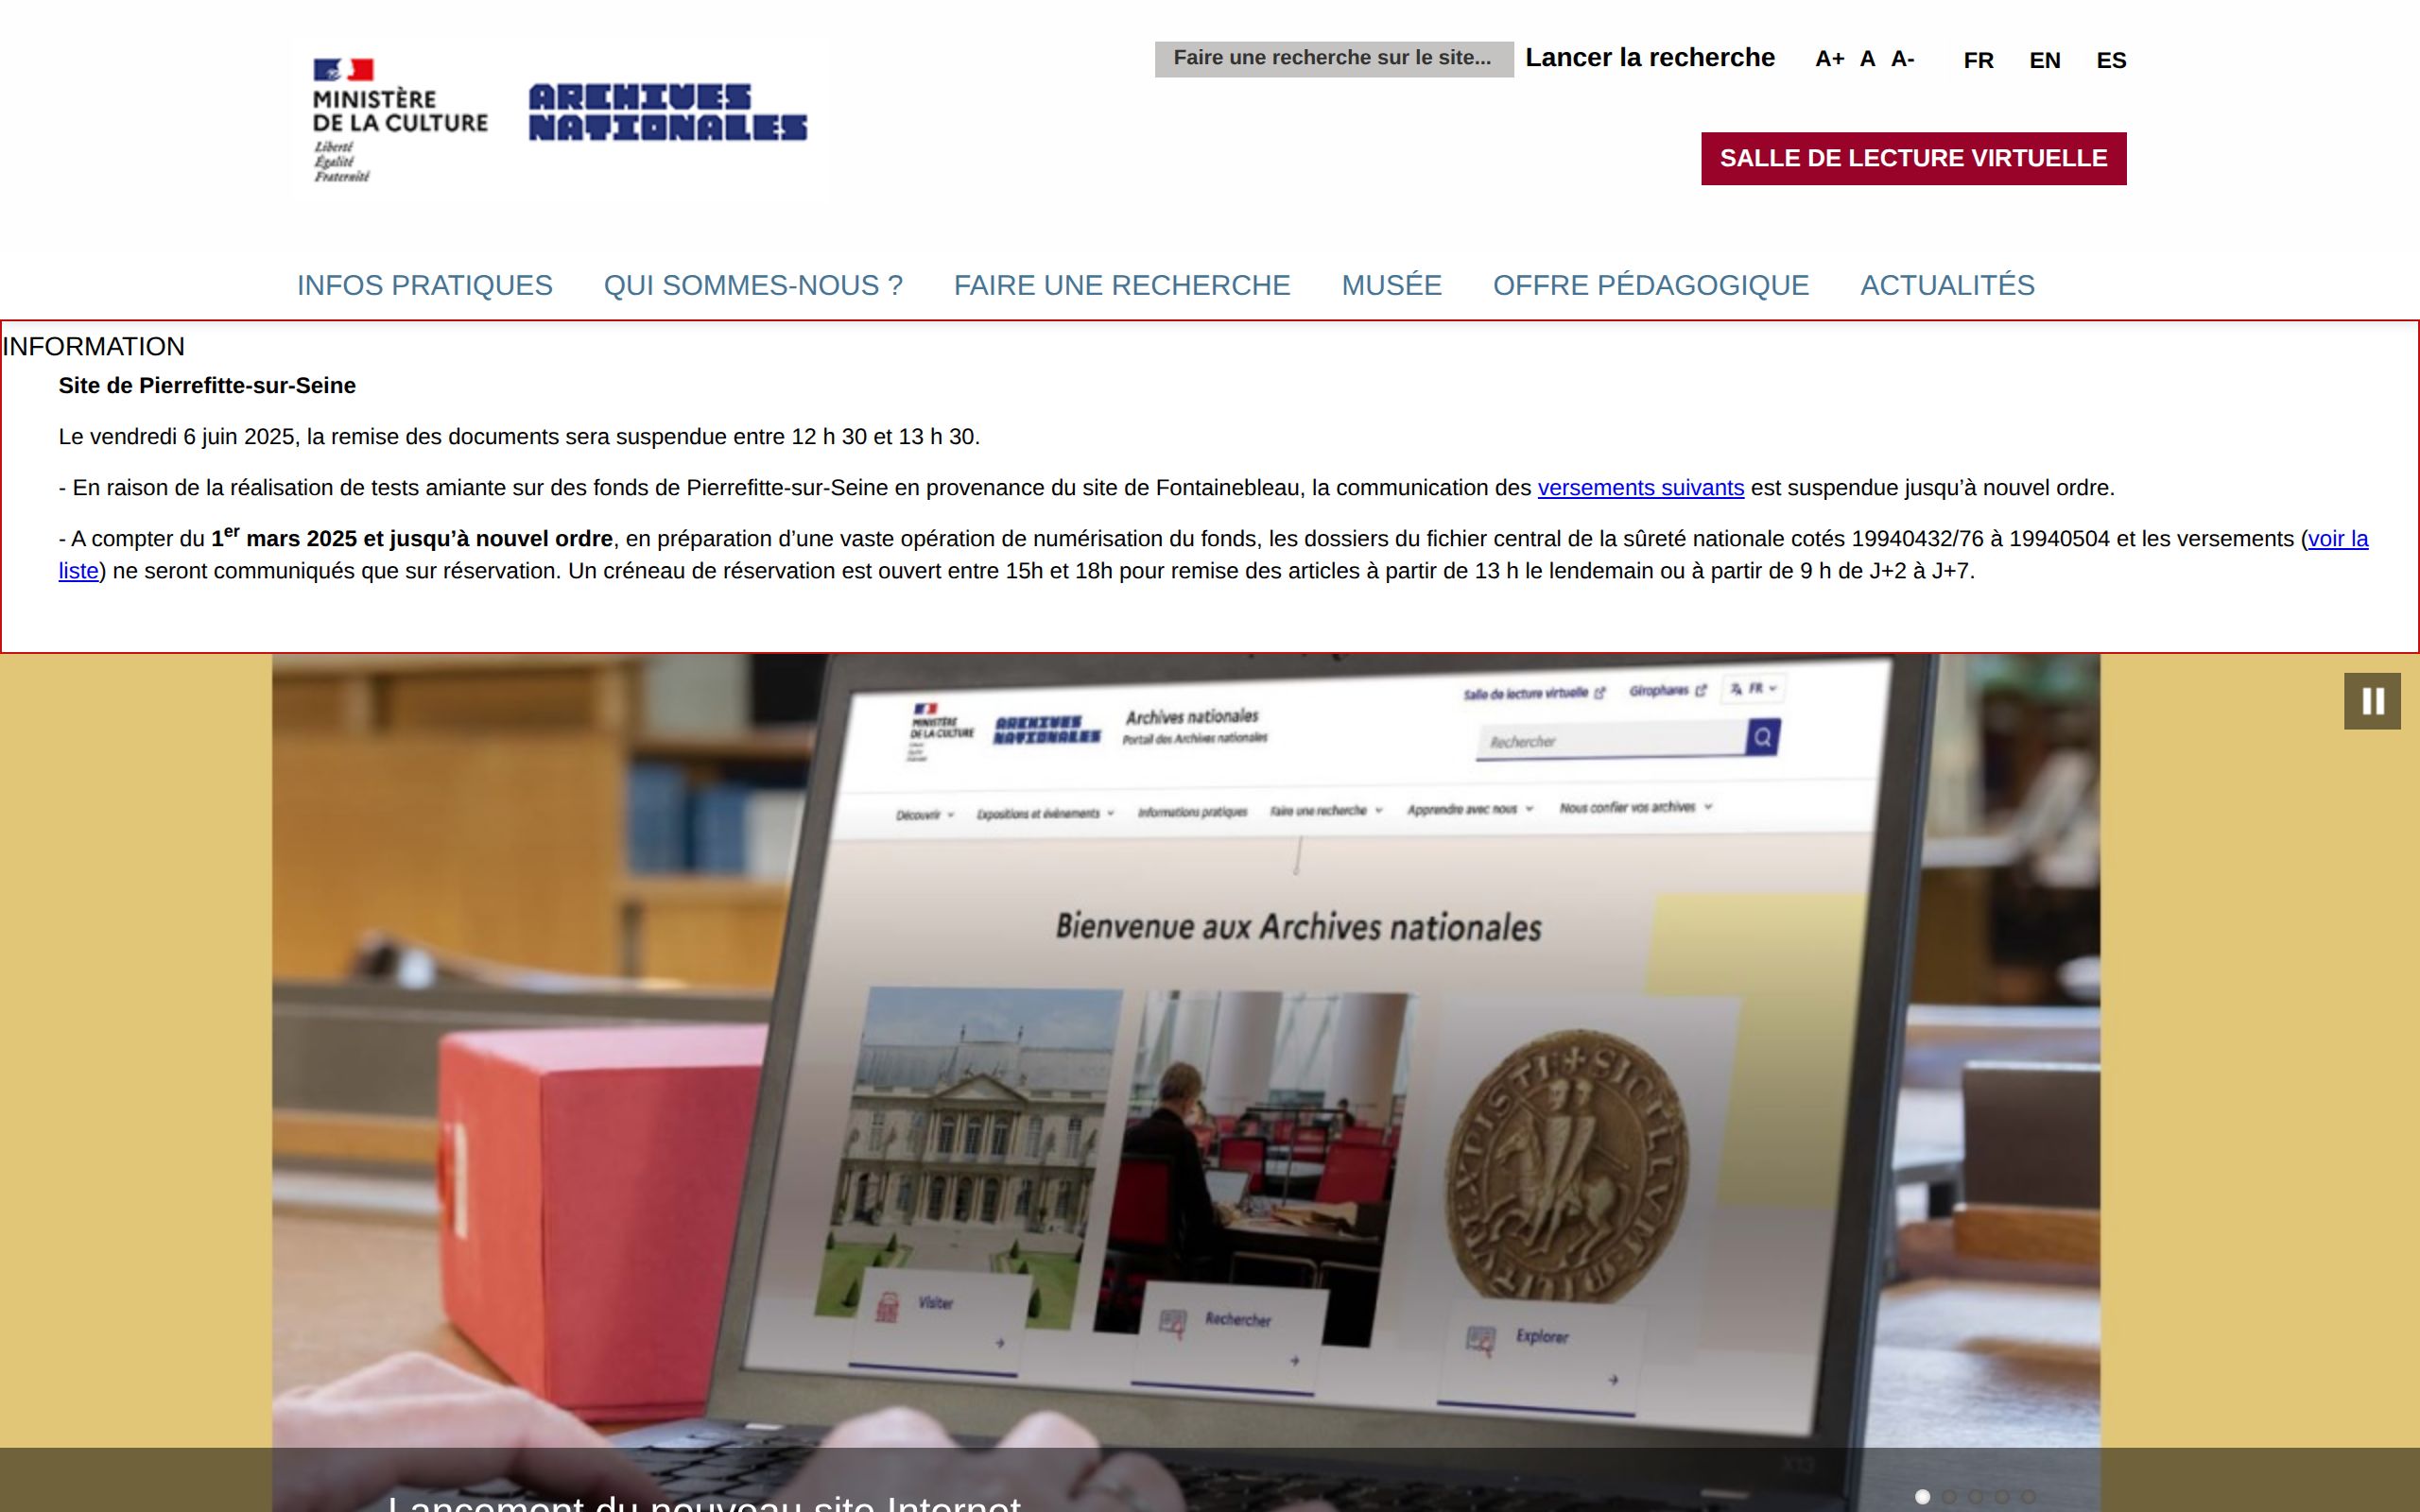 MINISTÈRE
DE LA CULTURE
Liberté
Égalité
Fraternité
ARCHIVES
NATIONALES
Faire une recherche sur le site...
Lancer la recherche
A+ A A-
FR EN ES
SALLE DE LECTURE VIRTUELLE
INFOS PRATIQUES QUI SOMMES-NOUS ? FAIRE UNE RECHERCHE MUSÉE OFFRE PÉDAGOGIQUE ACTUALITÉS
INFORMATION
Site de Pierrefitte-sur-Seine
Le vendredi 6 juin 2025, la remise des documents sera suspendue entre 12 h 30 et 13 h 30.
- En raison de la réalisation de tests amiante sur des fonds de Pierrefitte-sur-Seine en provenance du site de Fontainebleau, la communication des versements suivants est suspendue jusqu’à nouvel ordre.
- A compter du 1er mars 2025 et jusqu’à nouvel ordre, en préparation d’une vaste opération de numérisation du fonds, les dossiers du fichier central de la sûreté nationale cotés 19940432/76 à 19940504 et les versements (voir la
liste) ne seront communiqués que sur réservation. Un créneau de réservation est ouvert entre 15h et 18h pour remise des articles à partir de 13 h le lendemain ou à partir de 9 h de J+2 à J+7.
Salle de lecture virtuelle Girophares FR
MINISTÈRE
DE LA CULTURE
ARCHIVES
NATIONALES
Archives nationales
Portail des Archives nationales
Rechercher
Découvrir Expositions et évènements Informations pratiques Faire une recherche Apprendre avec nous Nous confier vos archives
Bienvenue aux Archives nationales
Visiter
Rechercher
Explorer
X13
Lancement du nouveau site Internet